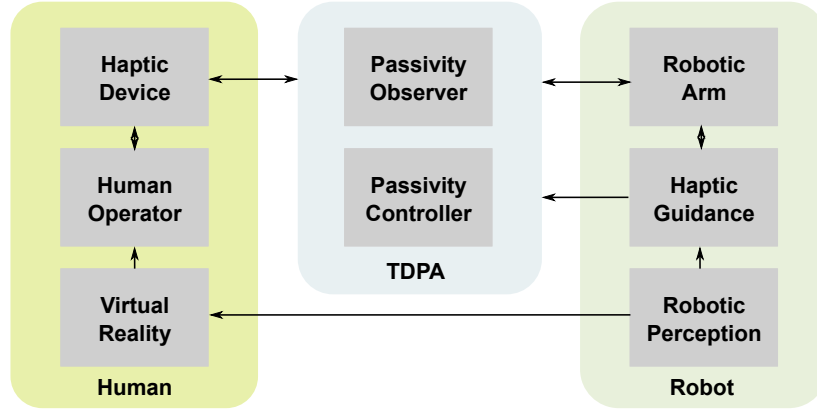 Haptic
Device
Human
Operator
Virtual
Reality
Human
Passivity
Observer
Passivity
Controller
TDPA
Robotic
Arm
Haptic
Guidance
Robotic
Perception
Robot